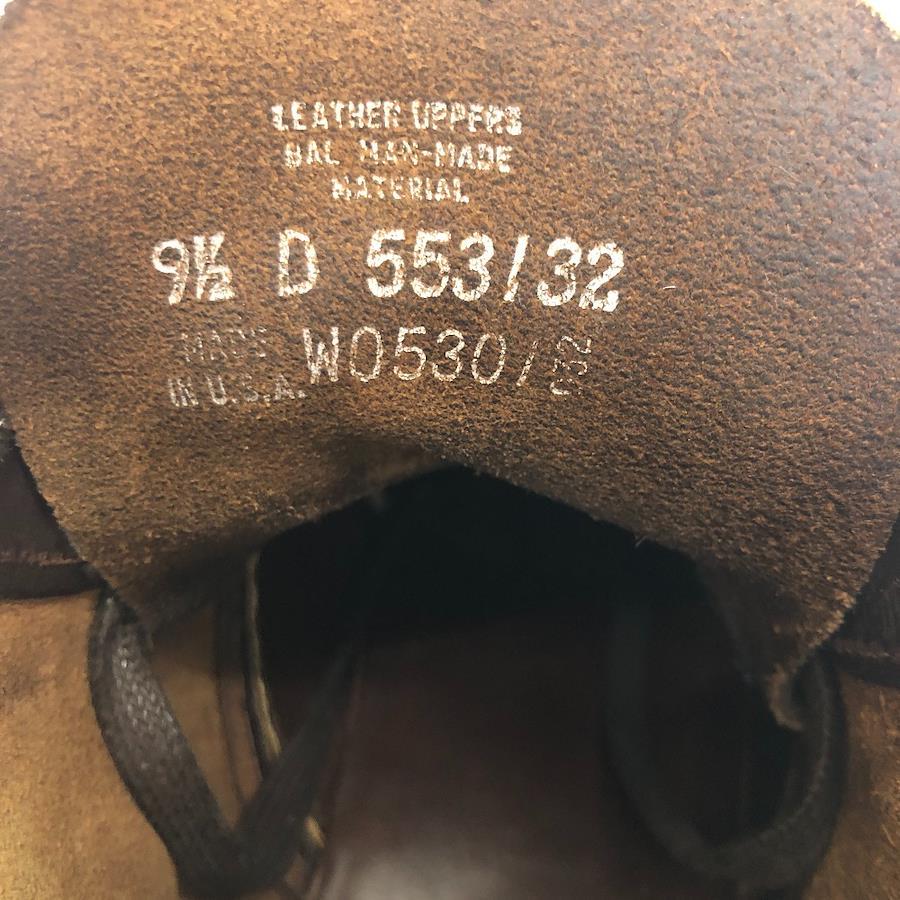 LEATHER UPPERS
BAL MAN-MADE
MATERIAL
9½ D 553/32
MADE
IN U.S.A. W0530/